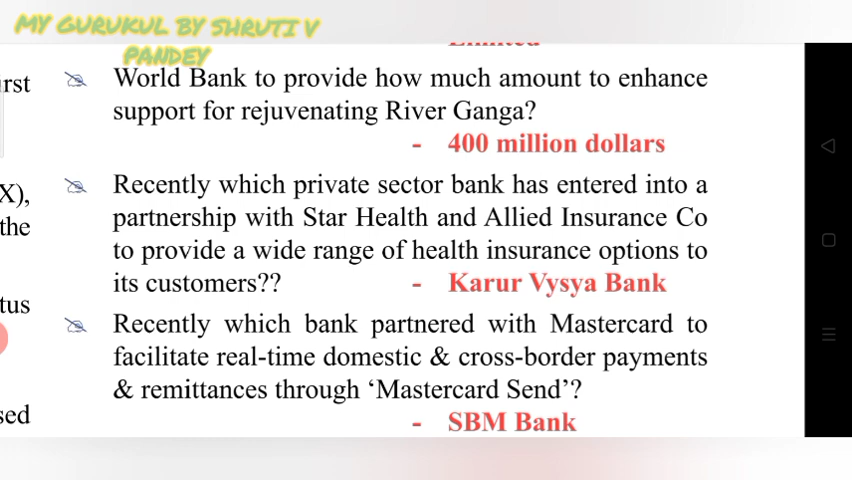 MY GURUKUL BY SHRUTI V
PANDEY
Limited
World Bank to provide how much amount to enhance
support for rejuvenating River Ganga?
- 400 million dollars
Recently which private sector bank has entered into a
partnership with Star Health and Allied Insurance Co
to provide a wide range of health insurance options to
its customers??
- Karur Vysya Bank
Recently which bank partnered with Mastercard to
facilitate real-time domestic & cross-border payments
& remittances through ‘Mastercard Send’?
- SBM Bank
X),
the